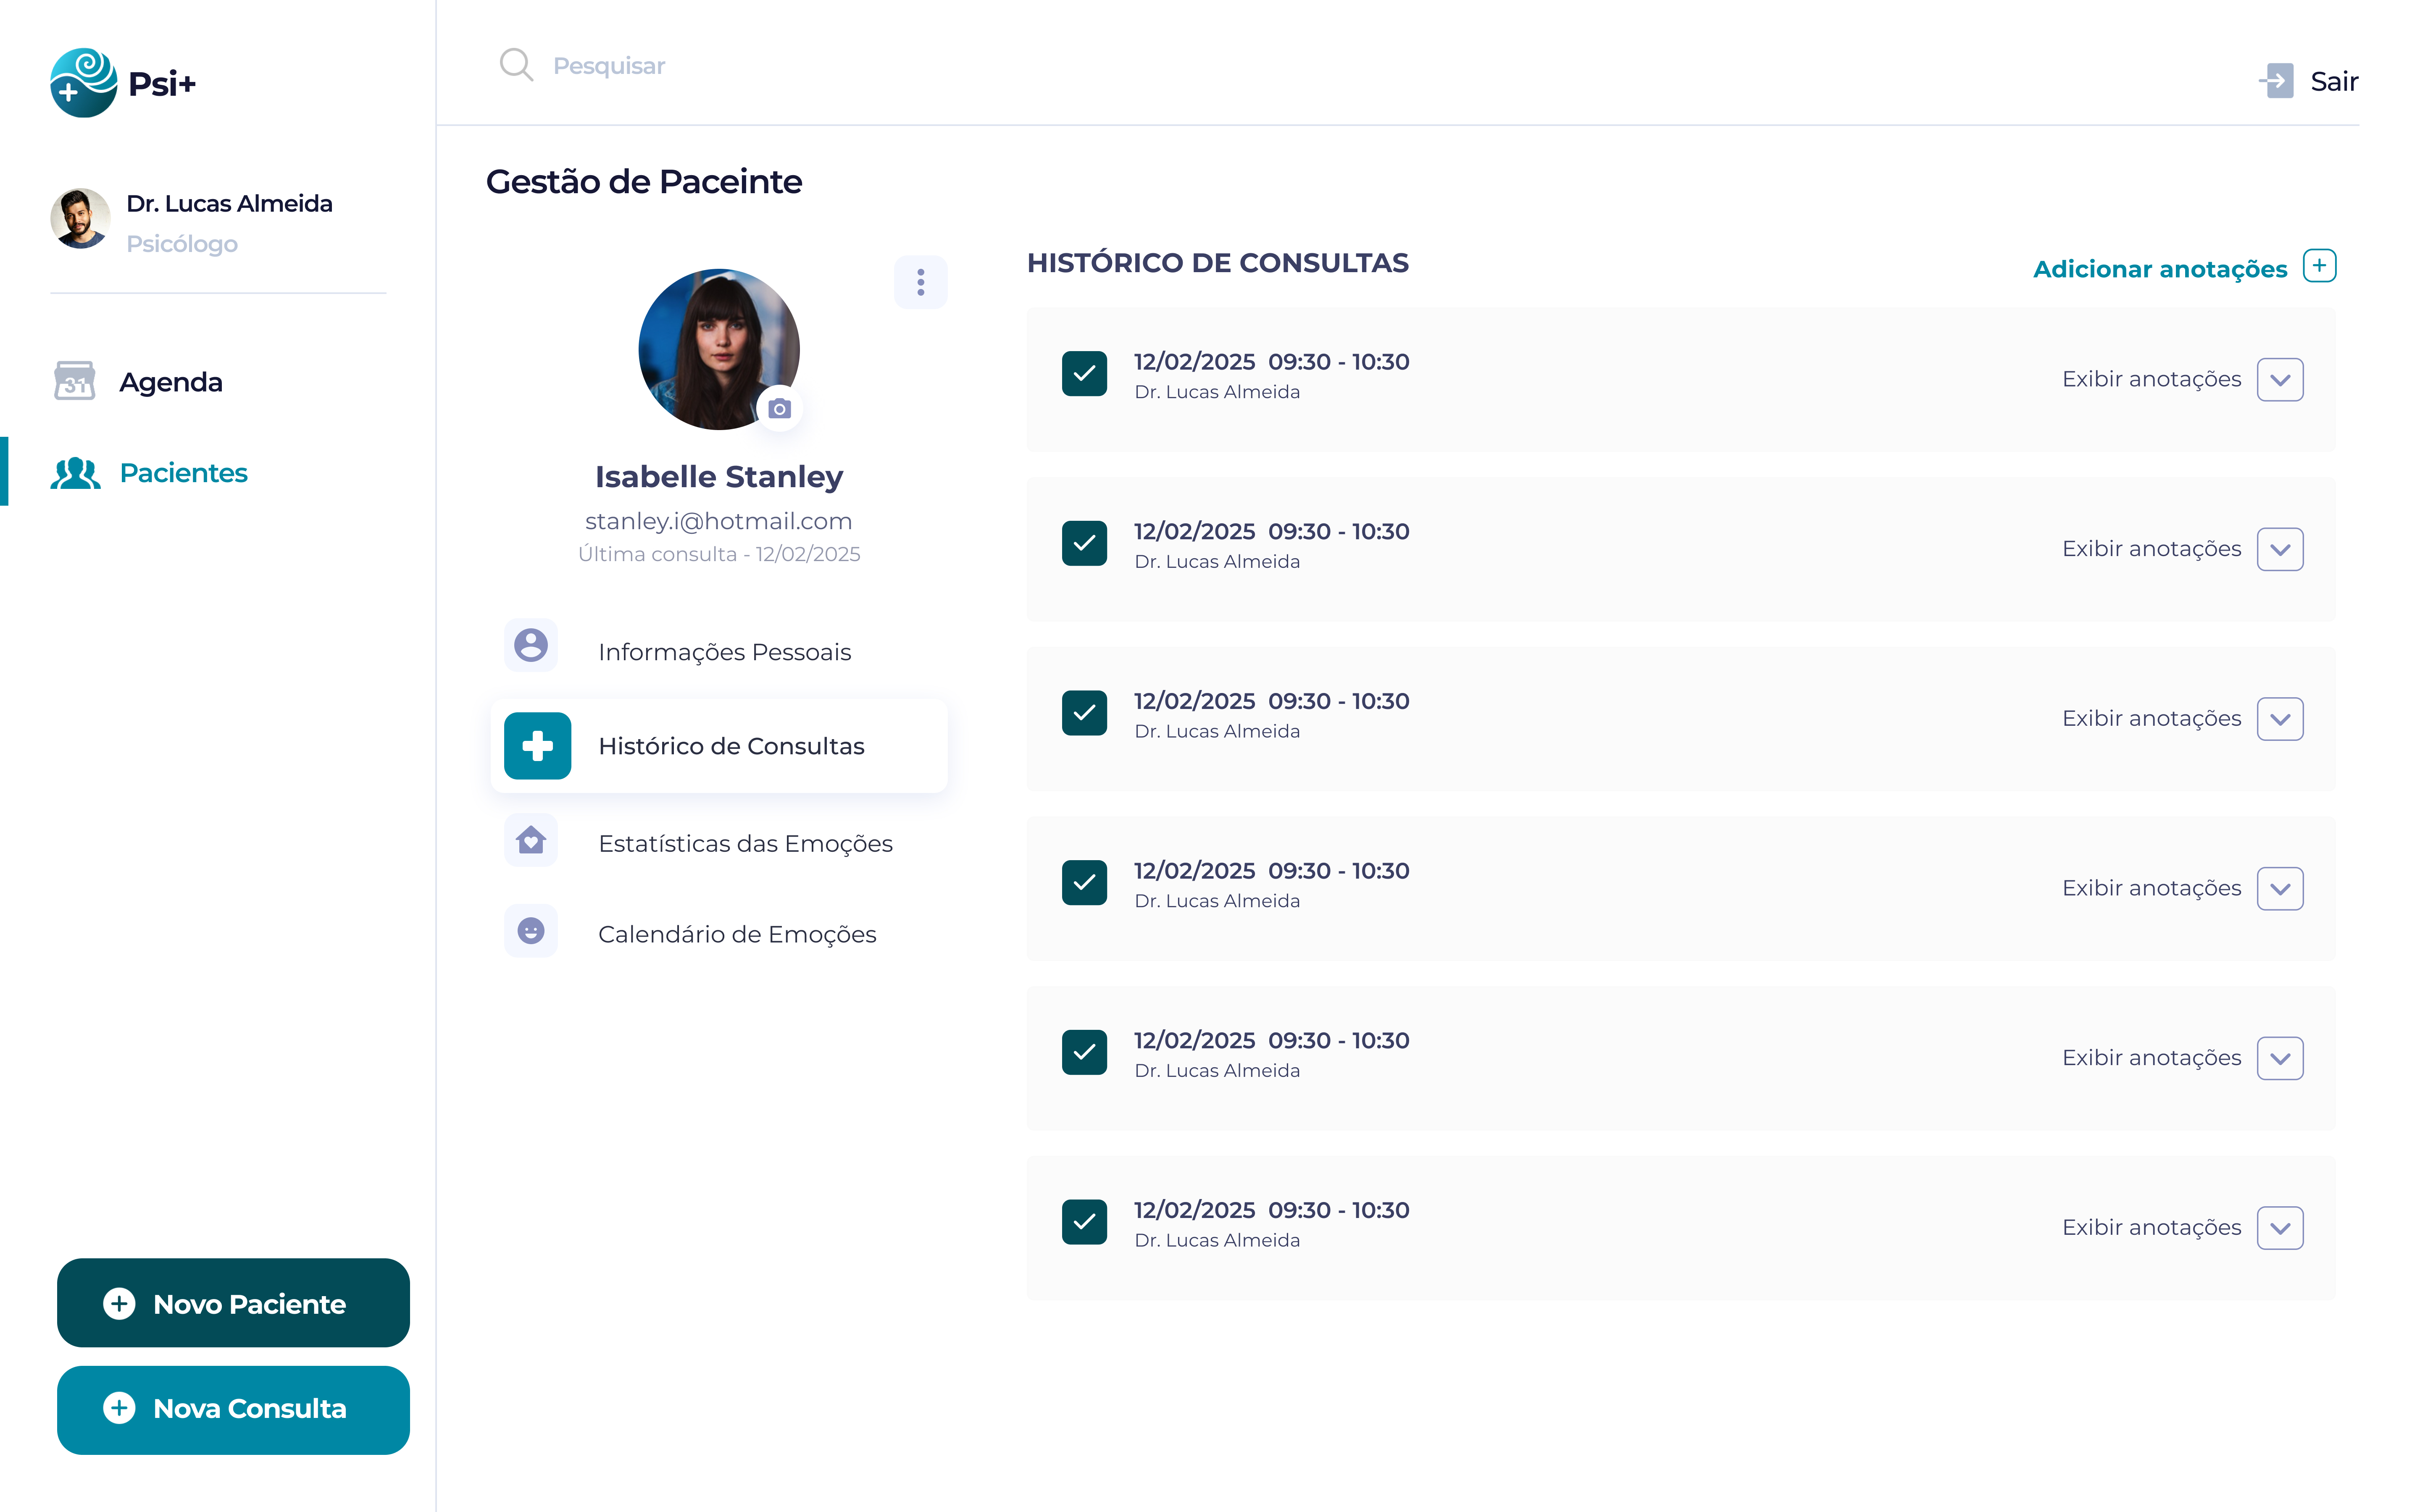 Psi+
Pesquisar
Sair
Dr. Lucas Almeida
Psicólogo
31
Agenda
Pacientes
Novo Paciente
Nova Consulta
Gestão de Paceinte
Isabelle Stanley
stanley.i@hotmail.com
Última consulta - 12/02/2025
Informações Pessoais
Histórico de Consultas
Estatísticas das Emoções
Calendário de Emoções
HISTÓRICO DE CONSULTAS
Adicionar anotações
12/02/2025 09:30 - 10:30
Dr. Lucas Almeida
Exibir anotações
12/02/2025 09:30 - 10:30
Dr. Lucas Almeida
Exibir anotações
12/02/2025 09:30 - 10:30
Dr. Lucas Almeida
Exibir anotações
12/02/2025 09:30 - 10:30
Dr. Lucas Almeida
Exibir anotações
12/02/2025 09:30 - 10:30
Dr. Lucas Almeida
Exibir anotações
12/02/2025 09:30 - 10:30
Dr. Lucas Almeida
Exibir anotações